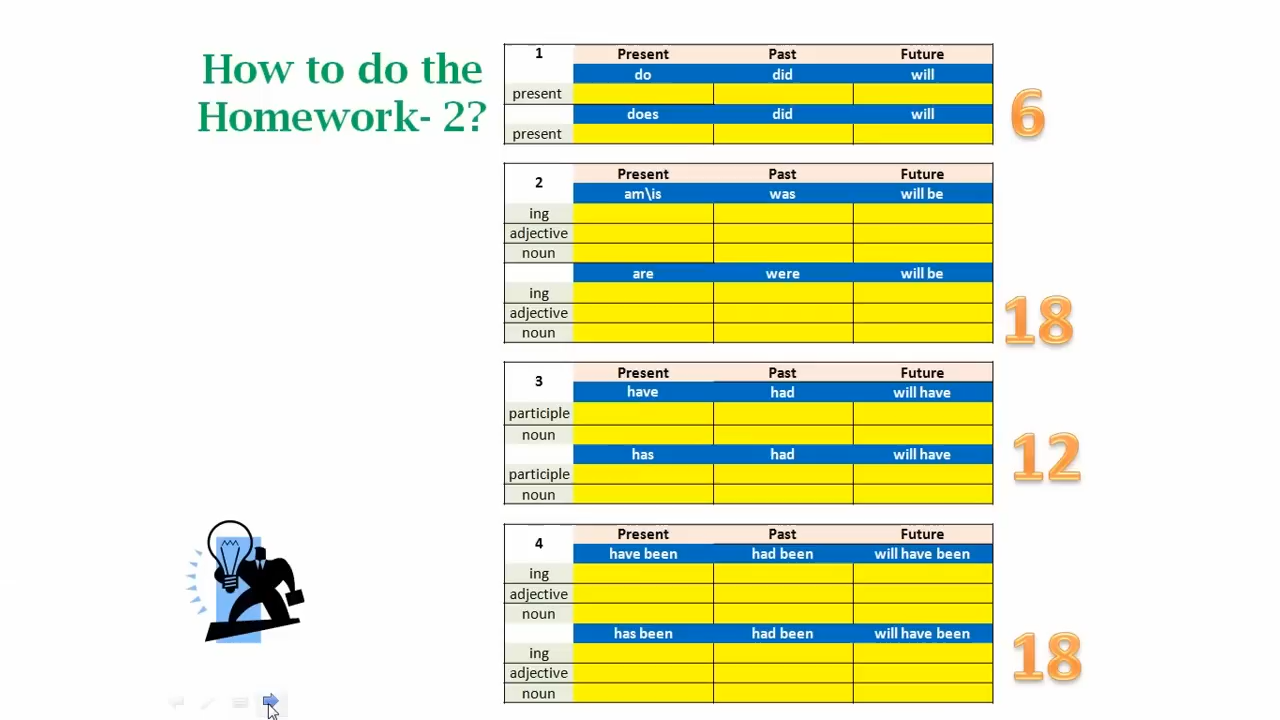 How to do the
Homework- 2?
1 Present Past Future
do did will
present
does did will
present
6
2 Present Past Future
am\is was will be
ing
adjective
noun
are were will be
ing
adjective
noun
18
3 Present Past Future
have had will have
participle
noun
has had will have
participle
noun
12
4 Present Past Future
have been had been will have been
ing
adjective
noun
has been had been will have been
ing
adjective
noun
18